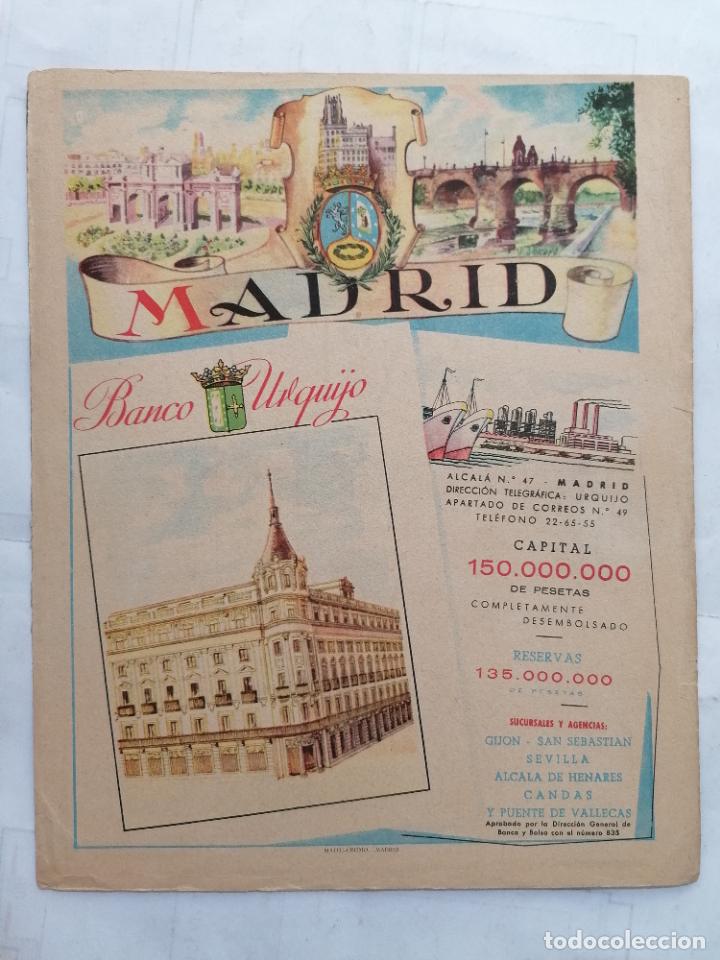 MADRID
Banco Urquijo
ALCALÁ N.º 47 - MADRID
DIRECCIÓN TELEGRÁFICA: URQUIJO
APARTADO DE CORREOS N.º 49
TELÉFONO 22-65-55
CAPITAL
150.000.000
DE PESETAS
COMPLETAMENTE
DESEMBOLSADO
RESERVAS
135.000.000
DE PESETAS
SUCURSALES Y AGENCIAS:
GIJON - SAN SEBASTIAN
SEVILLA
ALCALA DE HENARES
CANDAS
Y PUENTE DE VALLECAS
Aprobado por la Dirección General de
Banca y Bolsa con el número 835
todocoleccion.net